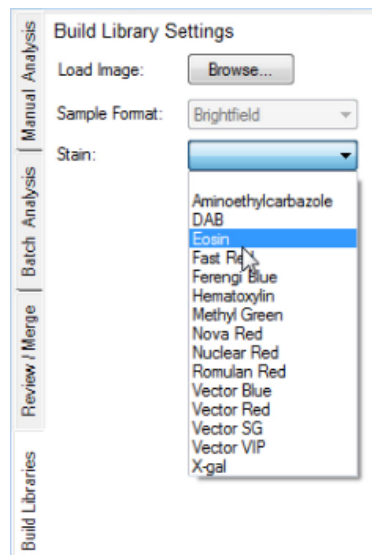 Build Library Settings
Load Image: Browse...
Sample Format: Brightfield
Stain:
Aminoethylcarbazole
DAB
Eosin
Fast Red
Ferengi Blue
Hematoxylin
Methyl Green
Nova Red
Nuclear Red
Romulan Red
Vector Blue
Vector Red
Vector SG
Vector VIP
X-gal
Manual Analysis
Batch Analysis
Review / Merge
Build Libraries